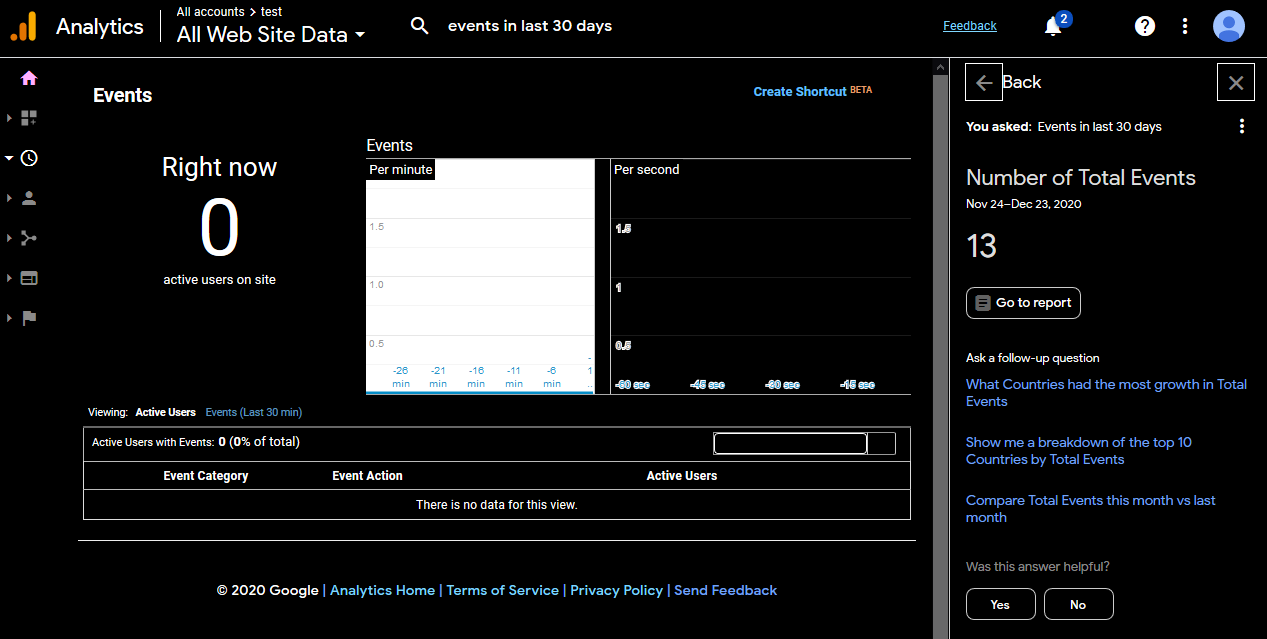 Analytics
All accounts > test
All Web Site Data
events in last 30 days
Feedback
2
Events
Create Shortcut BETA
Right now
0
active users on site
Events
Per minute
1.5
1.0
0.5
-26 min
-21 min
-16 min
-11 min
-6 min
- 1 ..
Per second
1.5
1
0.5
-60 sec
-45 sec
-30 sec
-15 sec
Viewing: Active Users Events (Last 30 min)
Active Users with Events: 0 (0% of total)
Event Category Event Action Active Users
There is no data for this view.
© 2020 Google | Analytics Home | Terms of Service | Privacy Policy | Send Feedback
Back
You asked: Events in last 30 days
Number of Total Events
Nov 24–Dec 23, 2020
13
Go to report
Ask a follow-up question
What Countries had the most growth in Total
Events
Show me a breakdown of the top 10
Countries by Total Events
Compare Total Events this month vs last
month
Was this answer helpful?
Yes
No